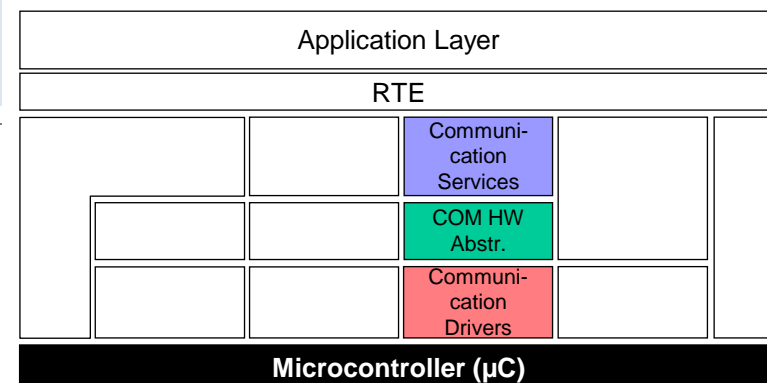 Application Layer
RTE
Communi-
cation
Services
COM HW
Abstr.
Communi-
cation
Drivers
Microcontroller (µC)